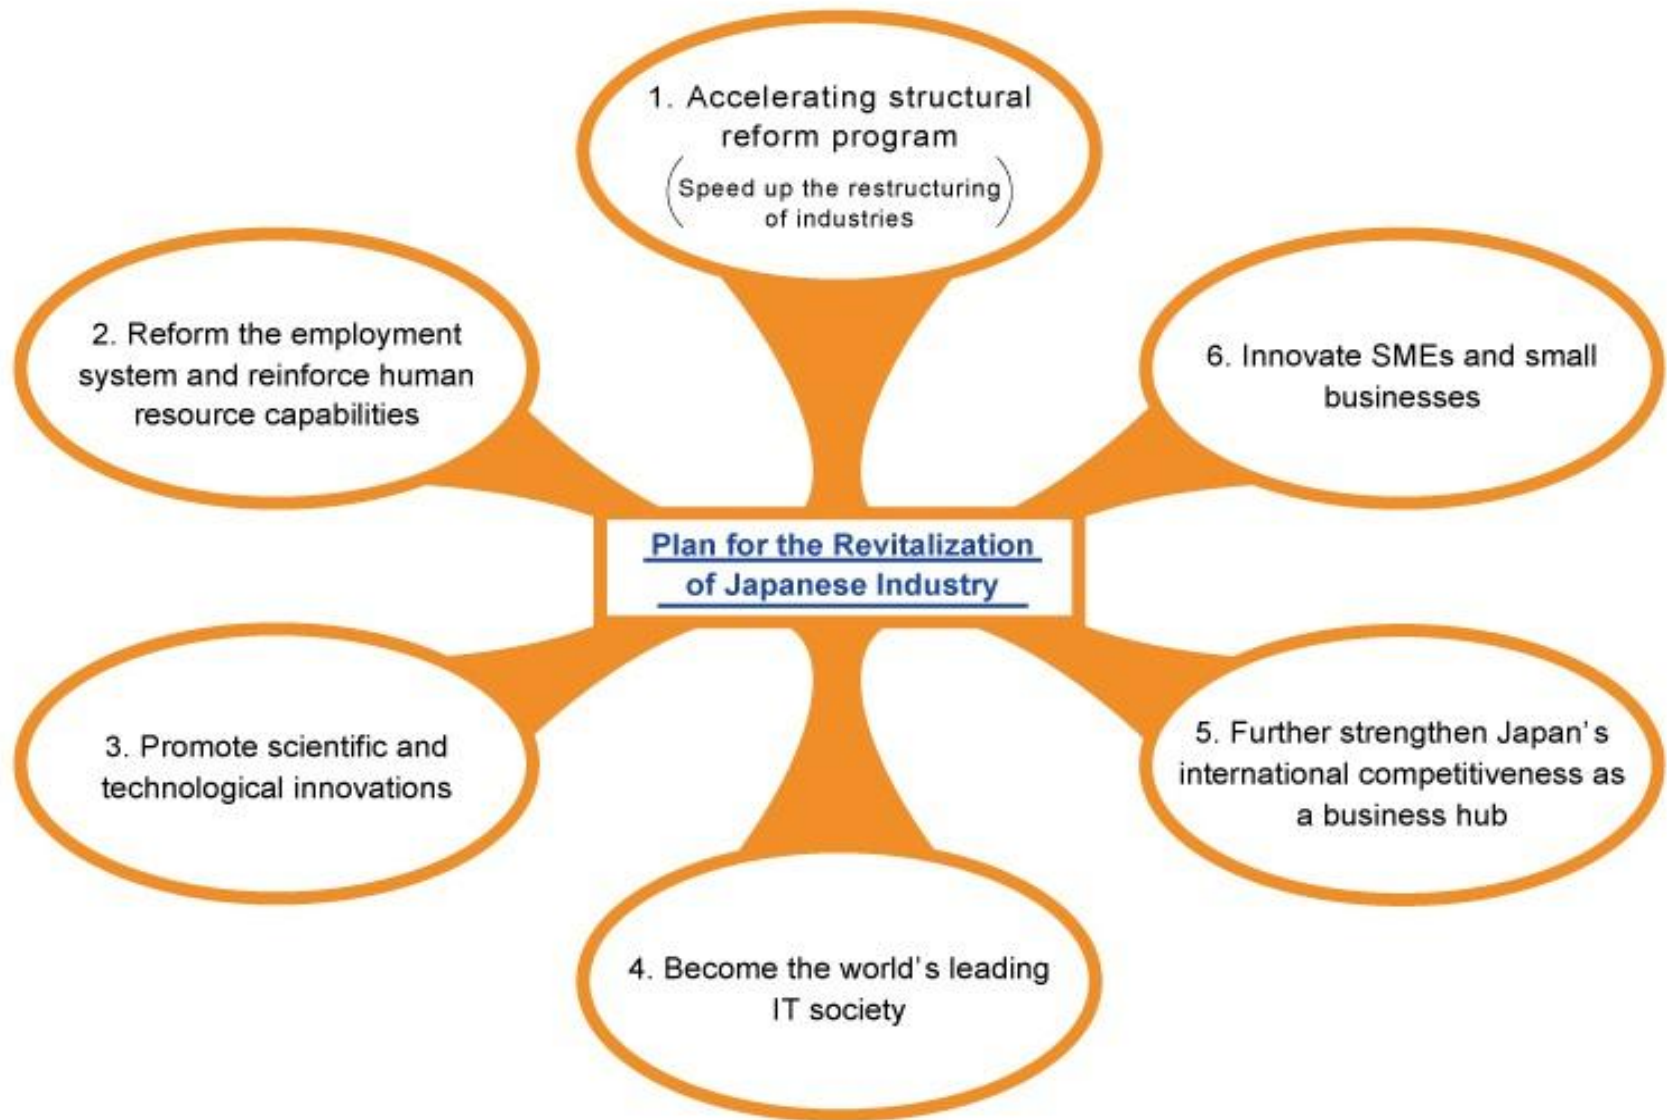 1. Accelerating structural
reform program
(Speed up the restructuring
of industries)
2. Reform the employment
system and reinforce human
resource capabilities
6. Innovate SMEs and small
businesses
Plan for the Revitalization
of Japanese Industry
3. Promote scientific and
technological innovations
5. Further strengthen Japan's
international competitiveness as
a business hub
4. Become the world's leading
IT society